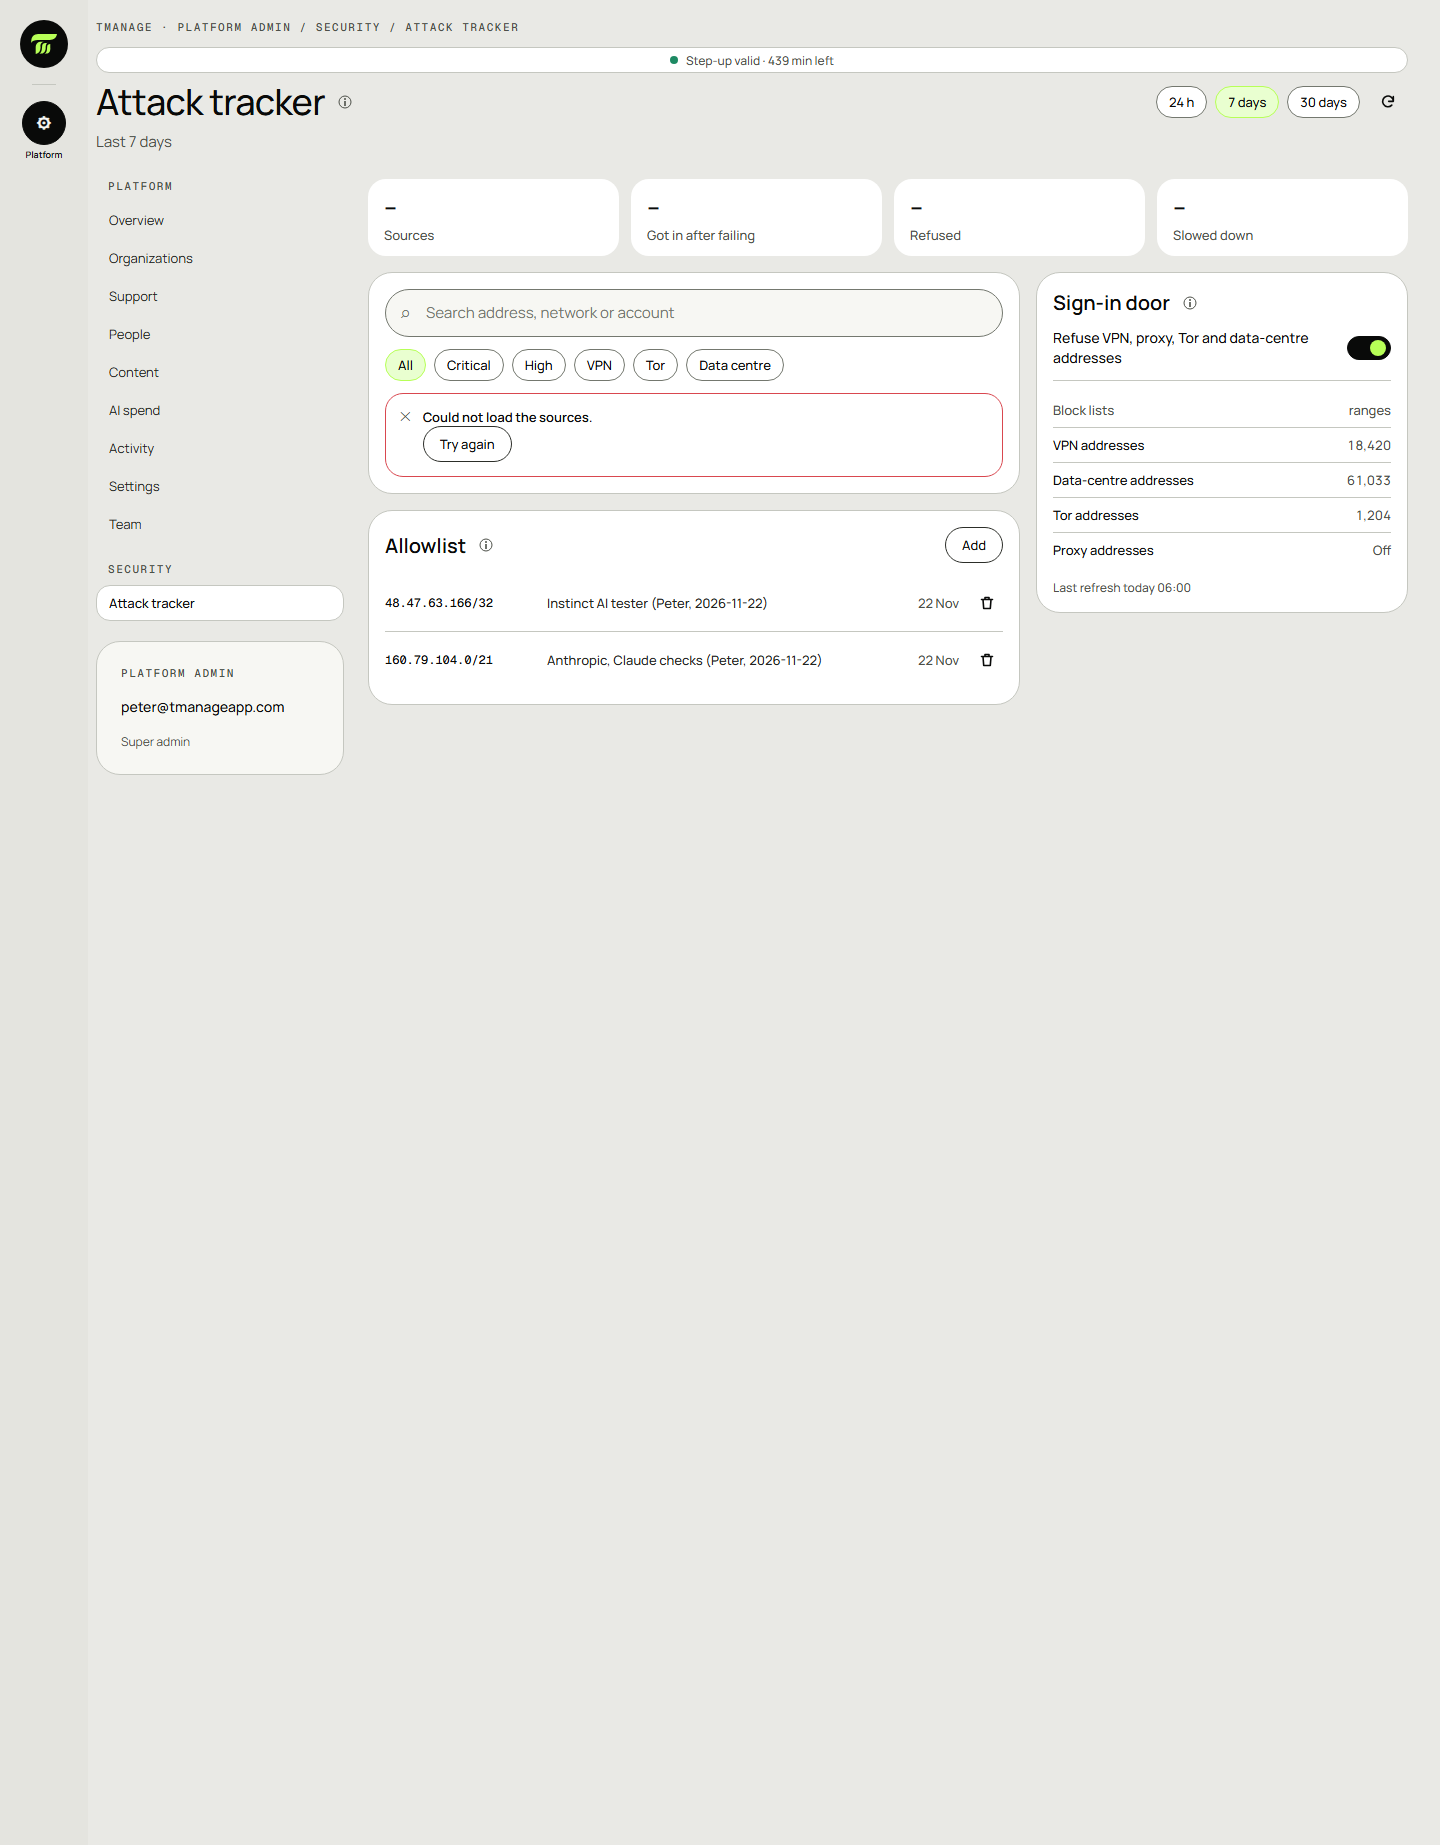 TMANAGE · PLATFORM ADMIN / SECURITY / ATTACK TRACKER
Step-up valid · 439 min left
Attack tracker
24 h
7 days
30 days
Last 7 days
Platform
PLATFORM
Overview
Organizations
Support
People
Content
AI spend
Activity
Settings
Team
SECURITY
Attack tracker
PLATFORM ADMIN
peter@tmanageapp.com
Super admin
–
Sources
–
Got in after failing
–
Refused
–
Slowed down
Search address, network or account
All
Critical
High
VPN
Tor
Data centre
Could not load the sources.
Try again
Allowlist
Add
48.47.63.166/32 Instinct AI tester (Peter, 2026-11-22) 22 Nov
160.79.104.0/21 Anthropic, Claude checks (Peter, 2026-11-22) 22 Nov
Sign-in door
Refuse VPN, proxy, Tor and data-centre
addresses
Block lists ranges
VPN addresses 18,420
Data-centre addresses 61,033
Tor addresses 1,204
Proxy addresses Off
Last refresh today 06:00